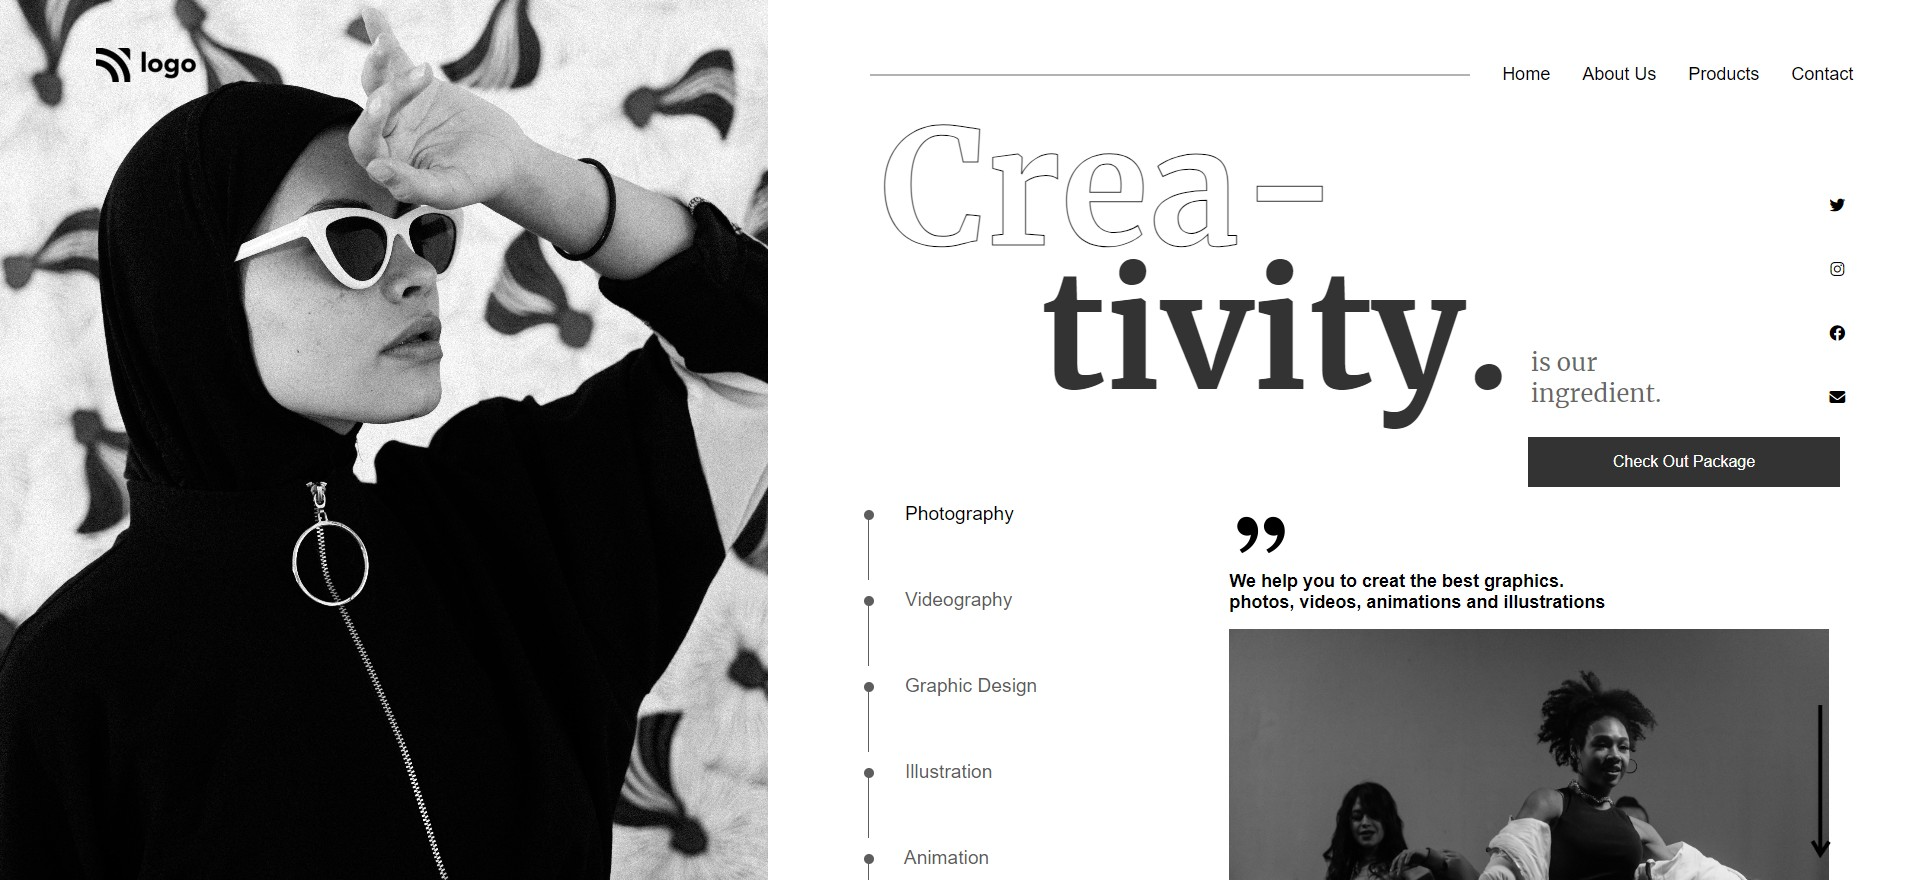 logo
Home About Us Products Contact
Crea-
tivity.
is our
ingredient.
Check Out Package
Photography
Videography
Graphic Design
Illustration
Animation
”
We help you to creat the best graphics.
photos, videos, animations and illustrations